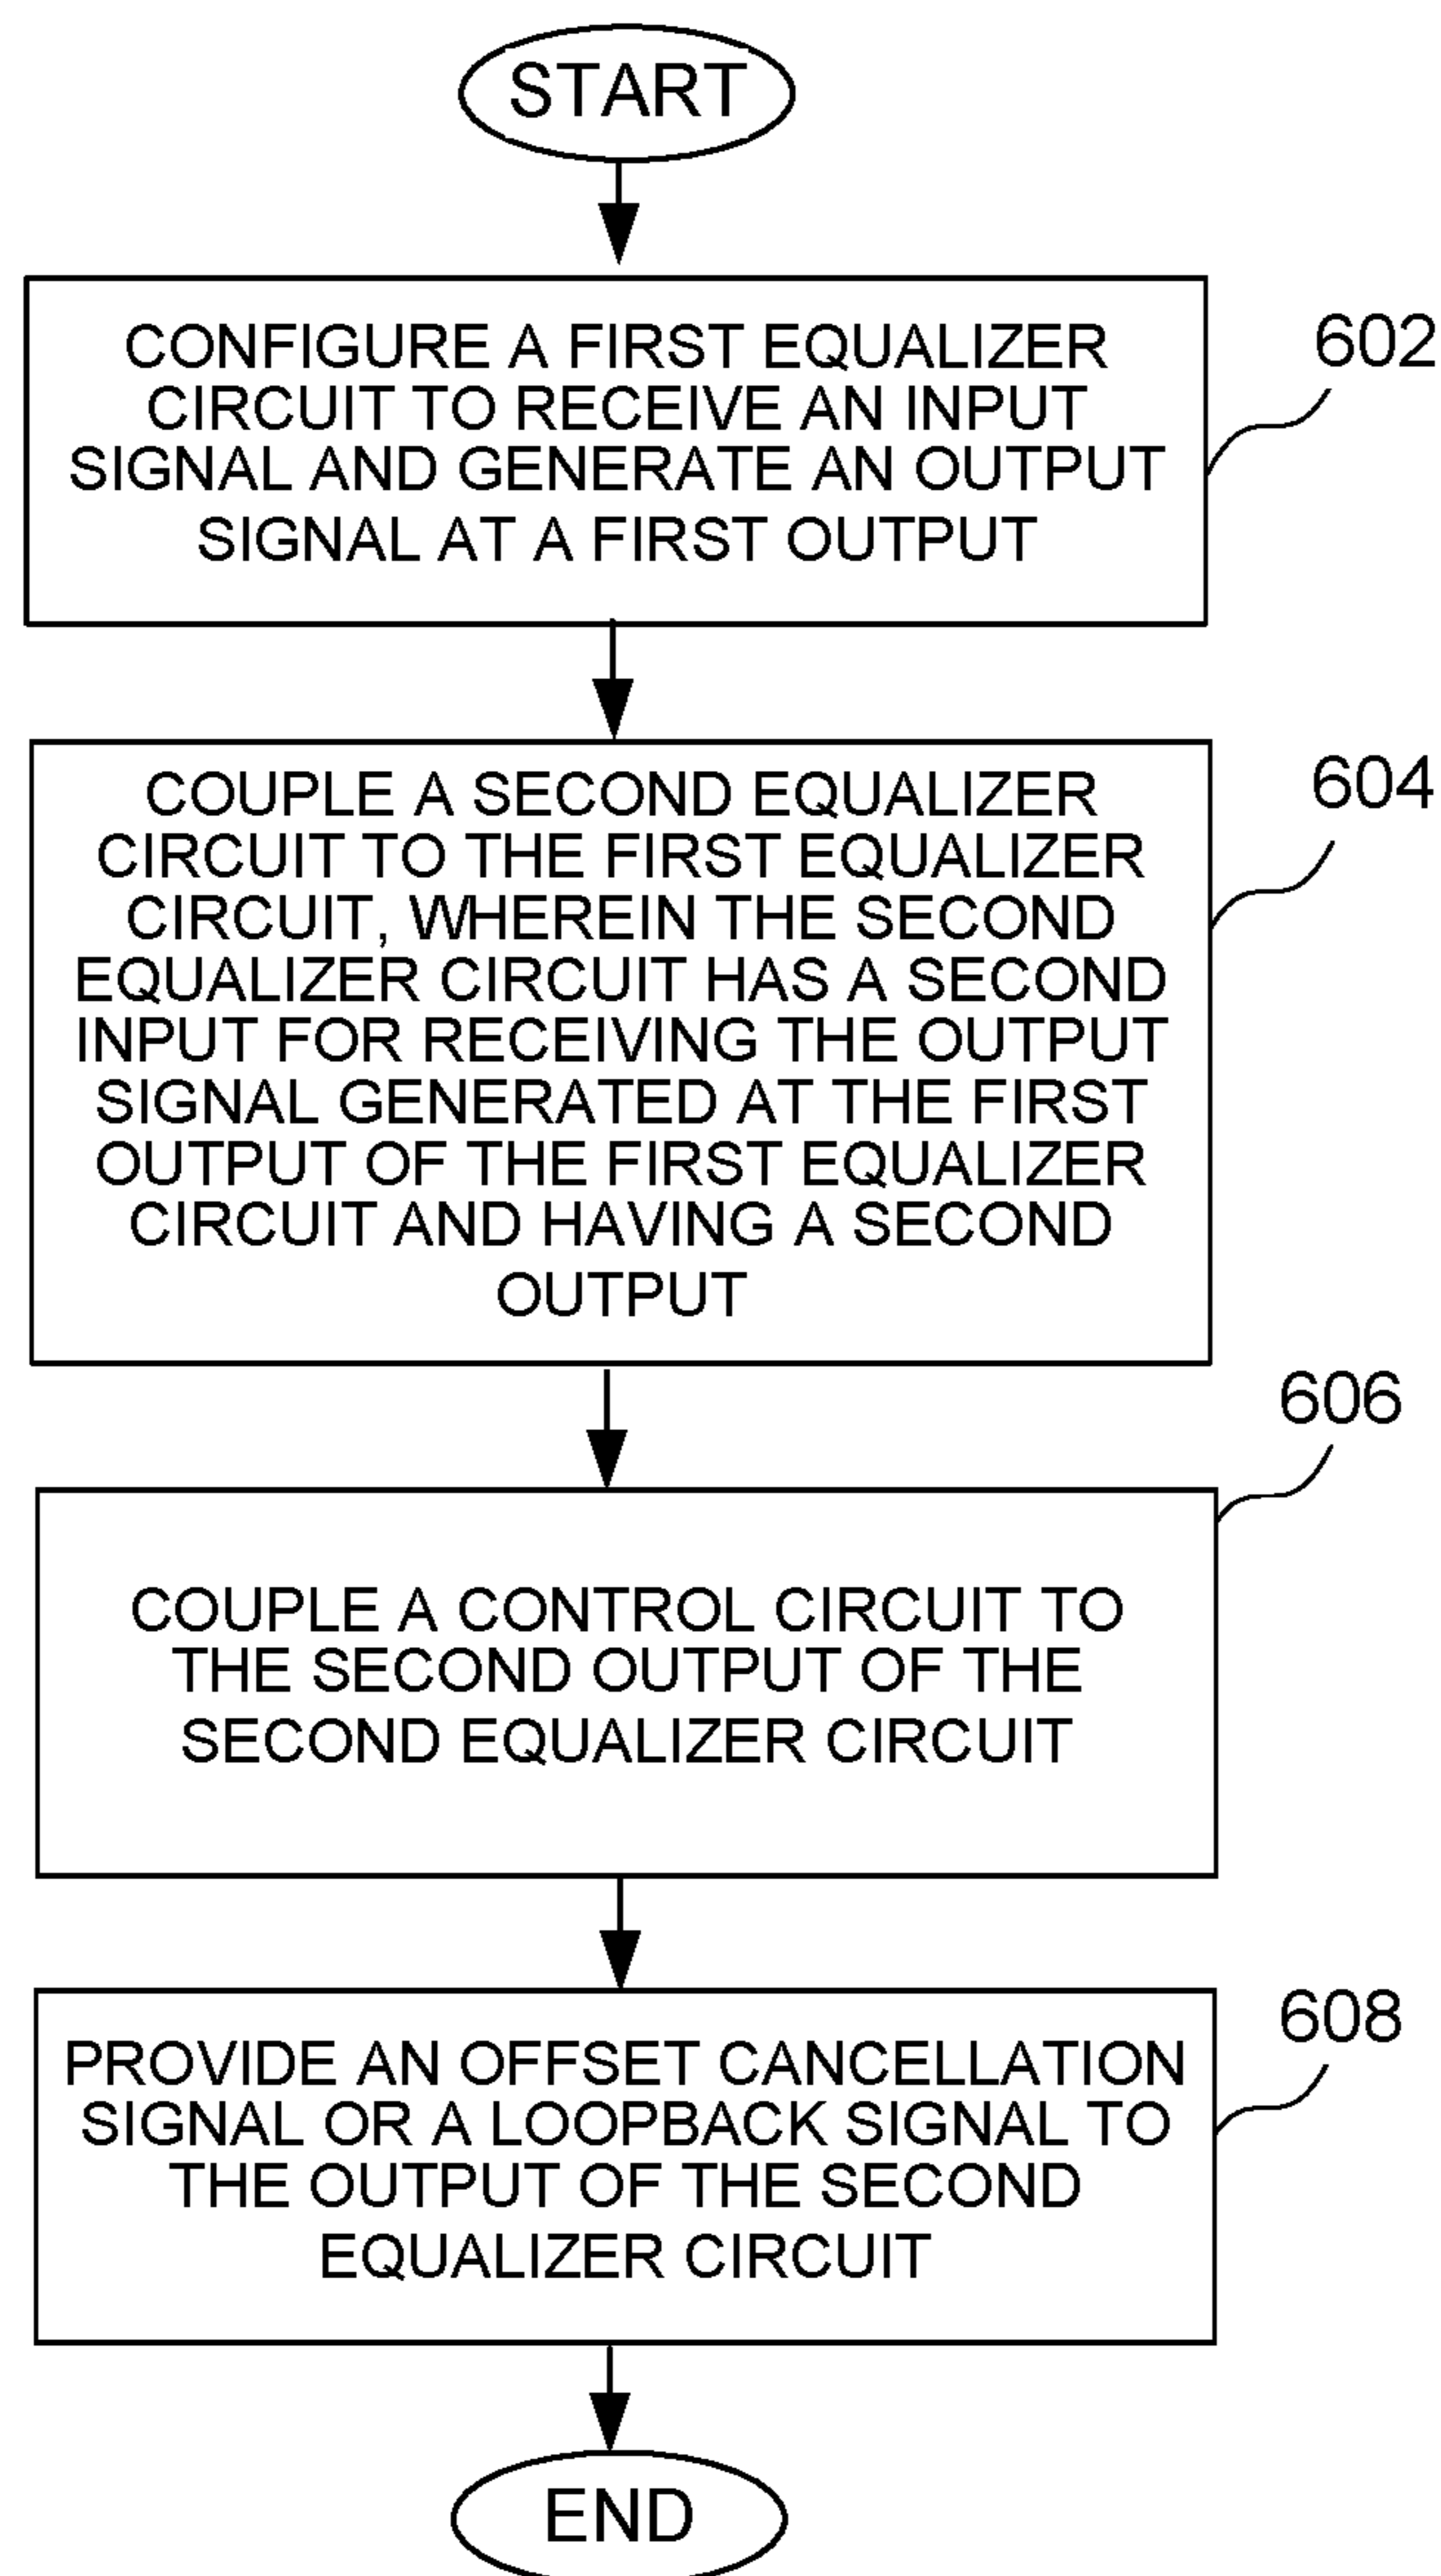 START
CONFIGURE A FIRST EQUALIZER
CIRCUIT TO RECEIVE AN INPUT
SIGNAL AND GENERATE AN OUTPUT
SIGNAL AT A FIRST OUTPUT
602
COUPLE A SECOND EQUALIZER
CIRCUIT TO THE FIRST EQUALIZER
CIRCUIT, WHEREIN THE SECOND
EQUALIZER CIRCUIT HAS A SECOND
INPUT FOR RECEIVING THE OUTPUT
SIGNAL GENERATED AT THE FIRST
OUTPUT OF THE FIRST EQUALIZER
CIRCUIT AND HAVING A SECOND
OUTPUT
604
COUPLE A CONTROL CIRCUIT TO
THE SECOND OUTPUT OF THE
SECOND EQUALIZER CIRCUIT
606
PROVIDE AN OFFSET CANCELLATION
SIGNAL OR A LOOPBACK SIGNAL TO
THE OUTPUT OF THE SECOND
EQUALIZER CIRCUIT
608
END